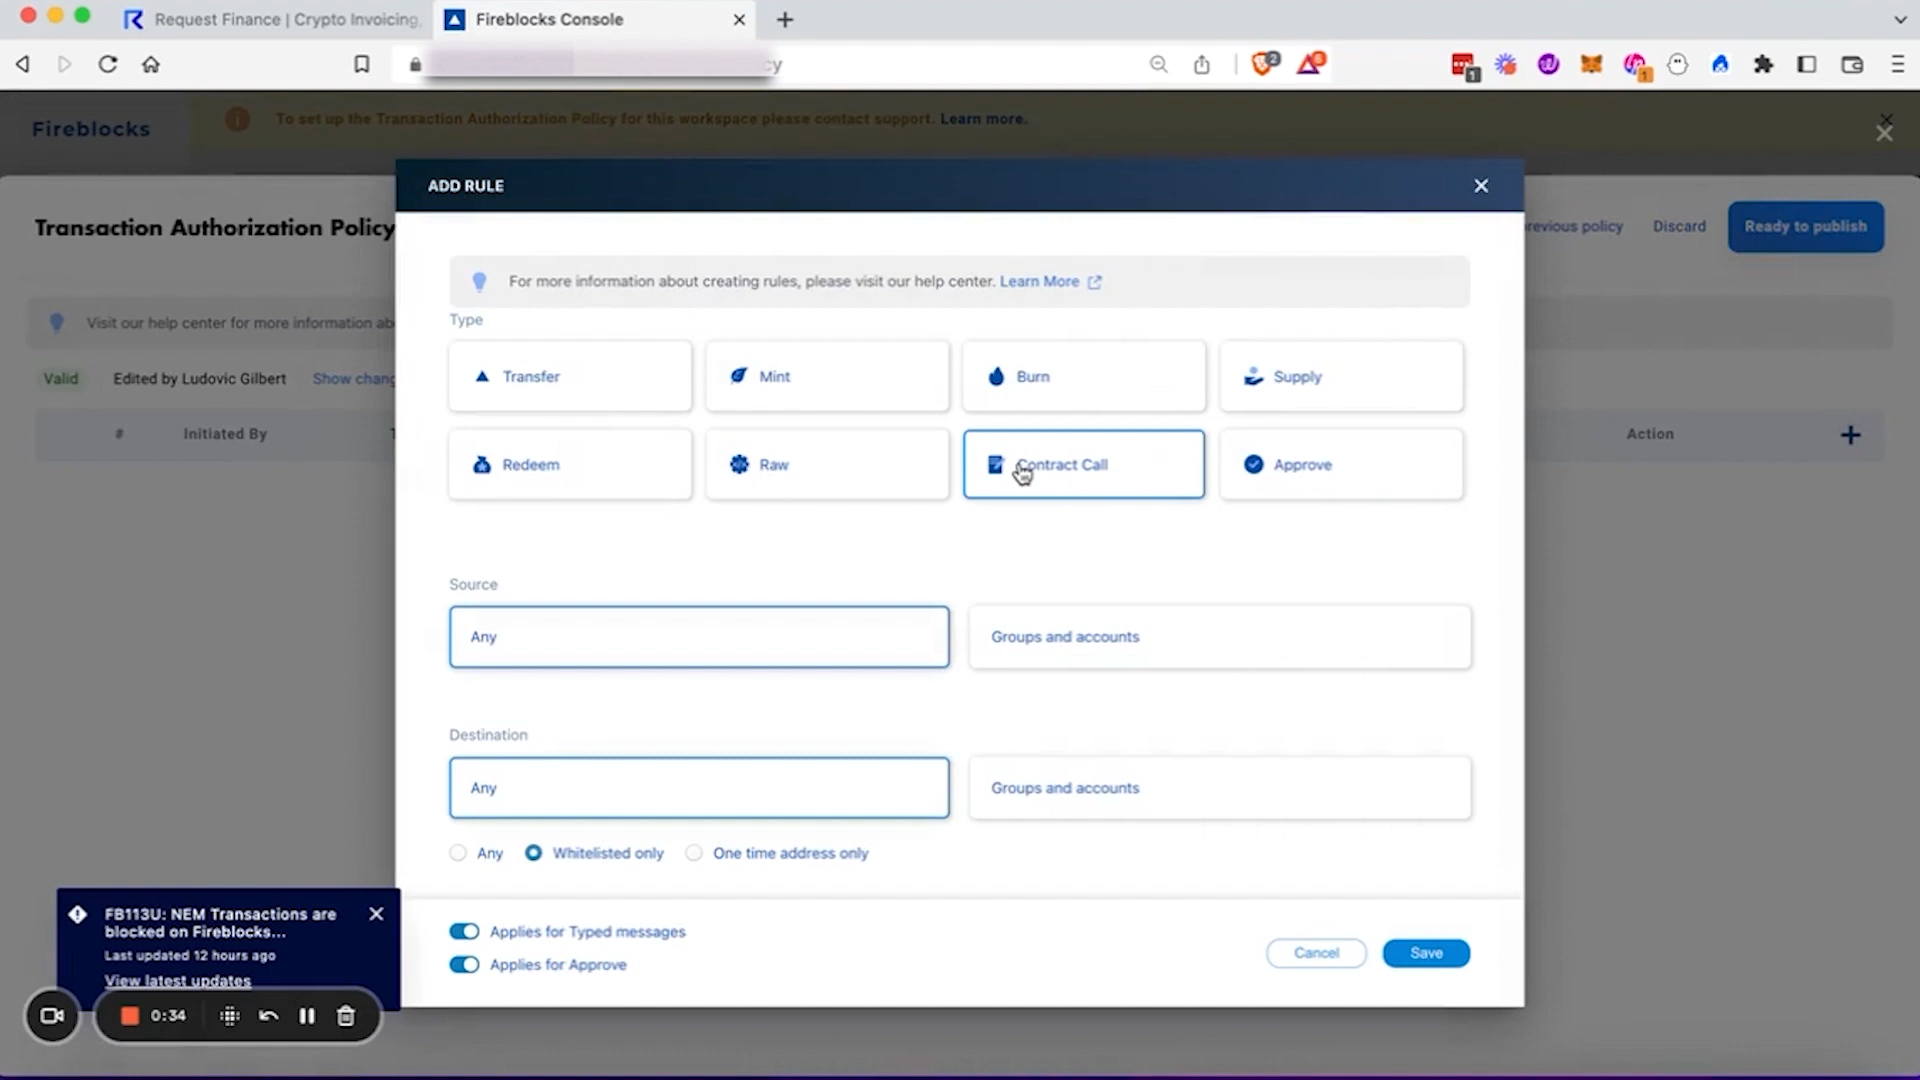 Request Finance | Crypto Invoicing,
Fireblocks Console
cy
2
6
1
1
Fireblocks
To set up the Transaction Authorization Policy for this workspace please contact support. Learn more.
ADD RULE
Transaction Authorization Policy
revious policy
Discard
Ready to publish
For more information about creating rules, please visit our help center. Learn More
Visit our help center for more information ab
Type
Valid
Edited by Ludovic Gilbert
Show chang
Transfer
Mint
Burn
Supply
#
Initiated By
T
Action
Redeem
Raw
Contract Call
Approve
Source
Any
Groups and accounts
Destination
Any
Groups and accounts
Any
Whitelisted only
One time address only
FB113U: NEM Transactions are
blocked on Fireblocks...
Last updated 12 hours ago
View latest updates
Applies for Typed messages
Applies for Approve
Cancel
Save
0:34